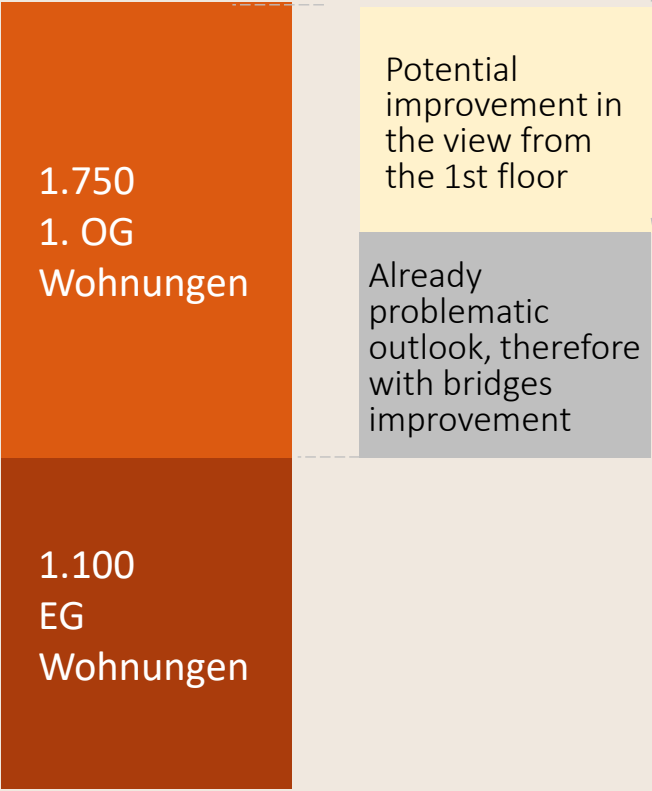 1.750
1. OG
Wohnungen
Potential
improvement in
the view from
the 1st floor
Already
problematic
outlook, therefore
with bridges
improvement
1.100
EG
Wohnungen